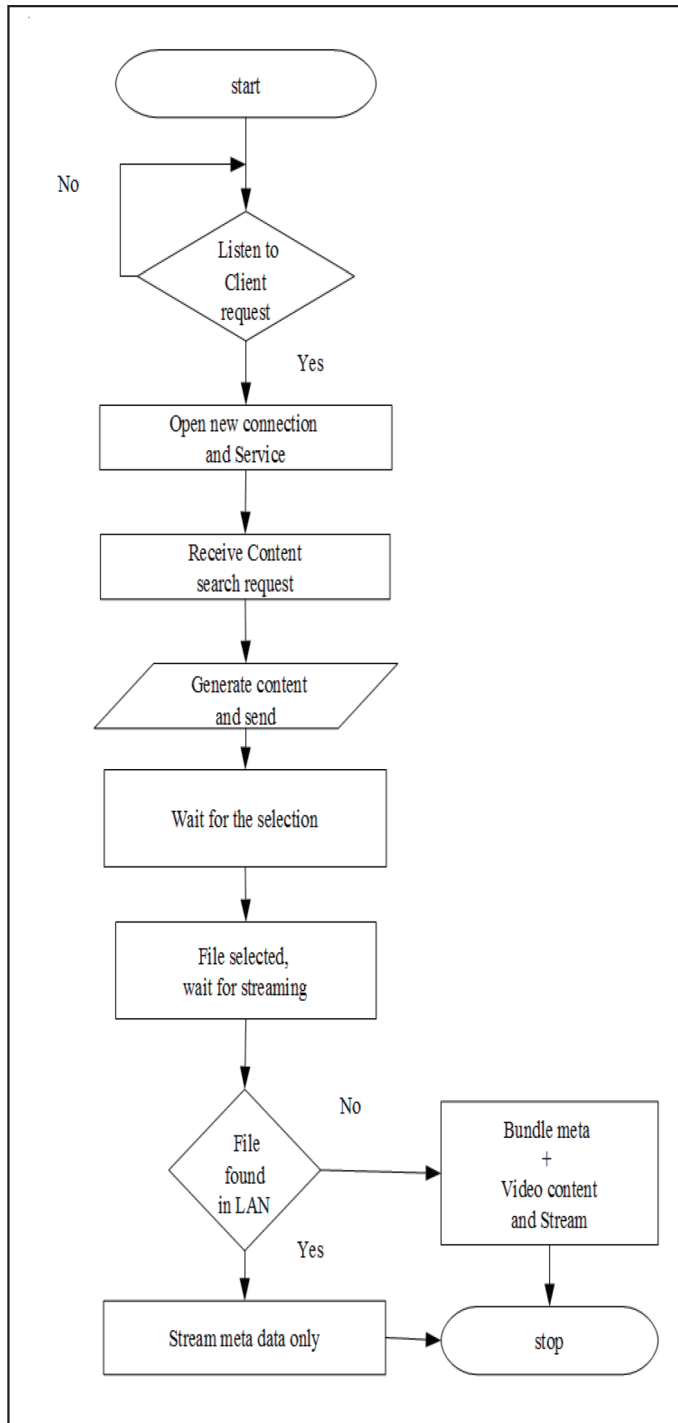 start
No
Listen to
Client
request
Yes
Open new connection
and Service
Receive Content
search request
Generate content
and send
Wait for the selection
File selected,
wait for streaming
File
found
in LAN
No
Bundle meta
+
Video content
and Stream
Yes
Stream meta data only
stop